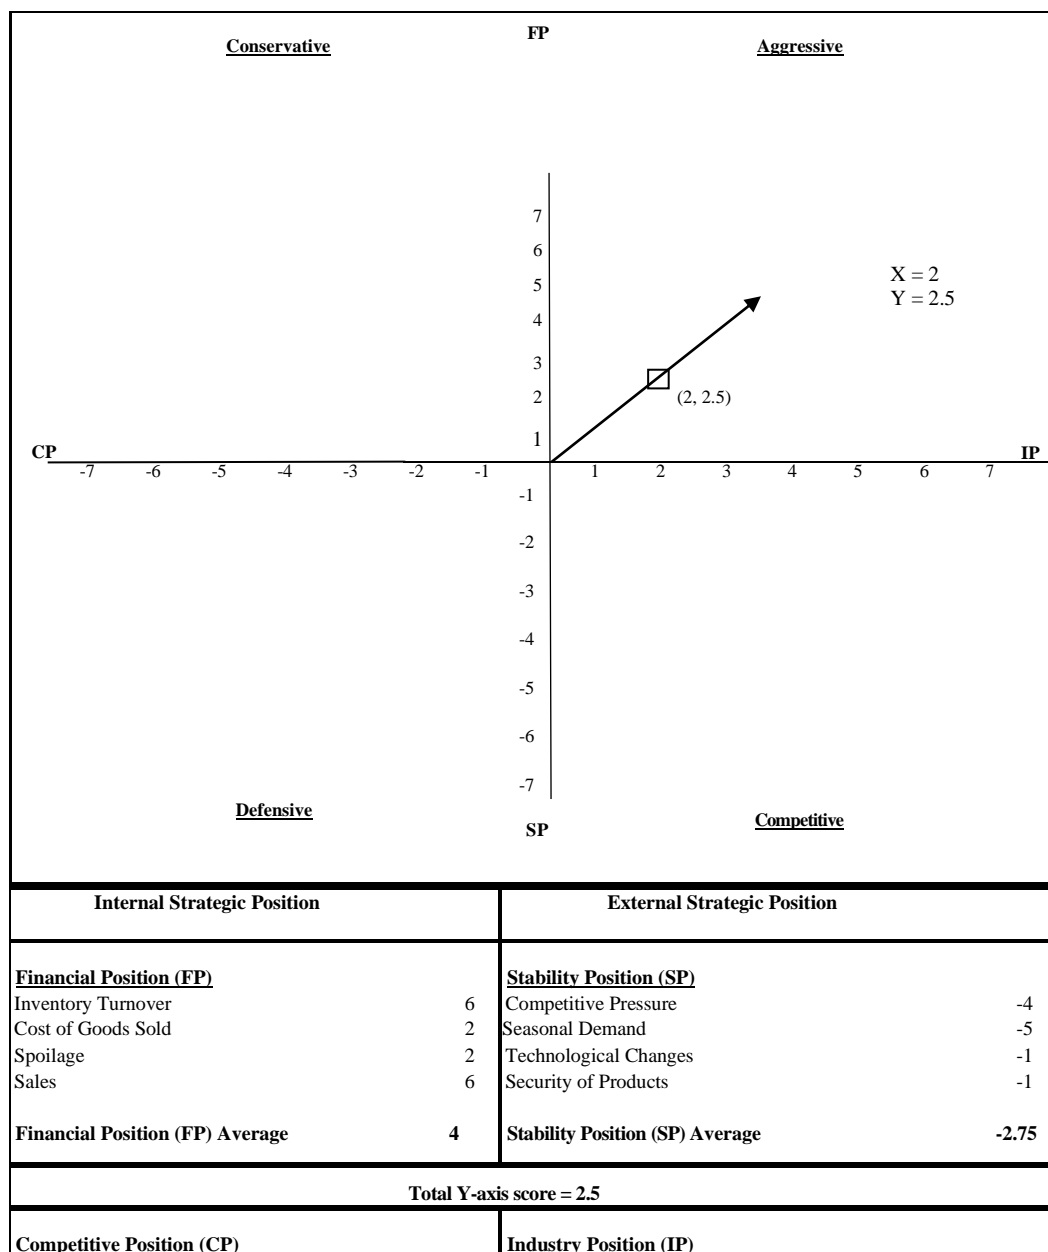 FP
Conservative Aggressive
7
6
5
4
3
2
1
X = 2
Y = 2.5
(2, 2.5)
CP IP
-7 -6 -5 -4 -3 -2 -1 1 2 3 4 5 6 7
-1
-2
-3
-4
-5
-6
-7
Defensive Competitive
SP
Internal Strategic Position External Strategic Position
Financial Position (FP) Stability Position (SP)
Inventory Turnover 6 Competitive Pressure -4
Cost of Goods Sold 2 Seasonal Demand -5
Spoilage 2 Technological Changes -1
Sales 6 Security of Products -1
Financial Position (FP) Average 4 Stability Position (SP) Average -2.75
Total Y-axis score = 2.5
Competitive Position (CP) Industry Position (IP)